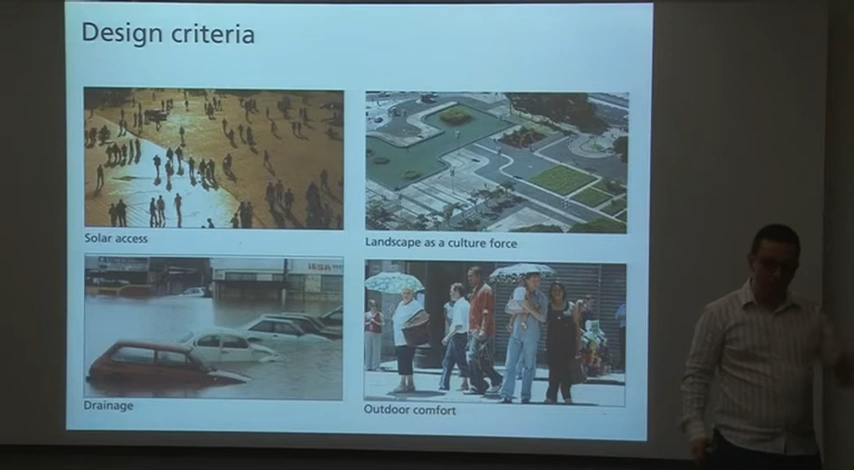 Design criteria
Solar access
Landscape as a culture force
Drainage
Outdoor comfort